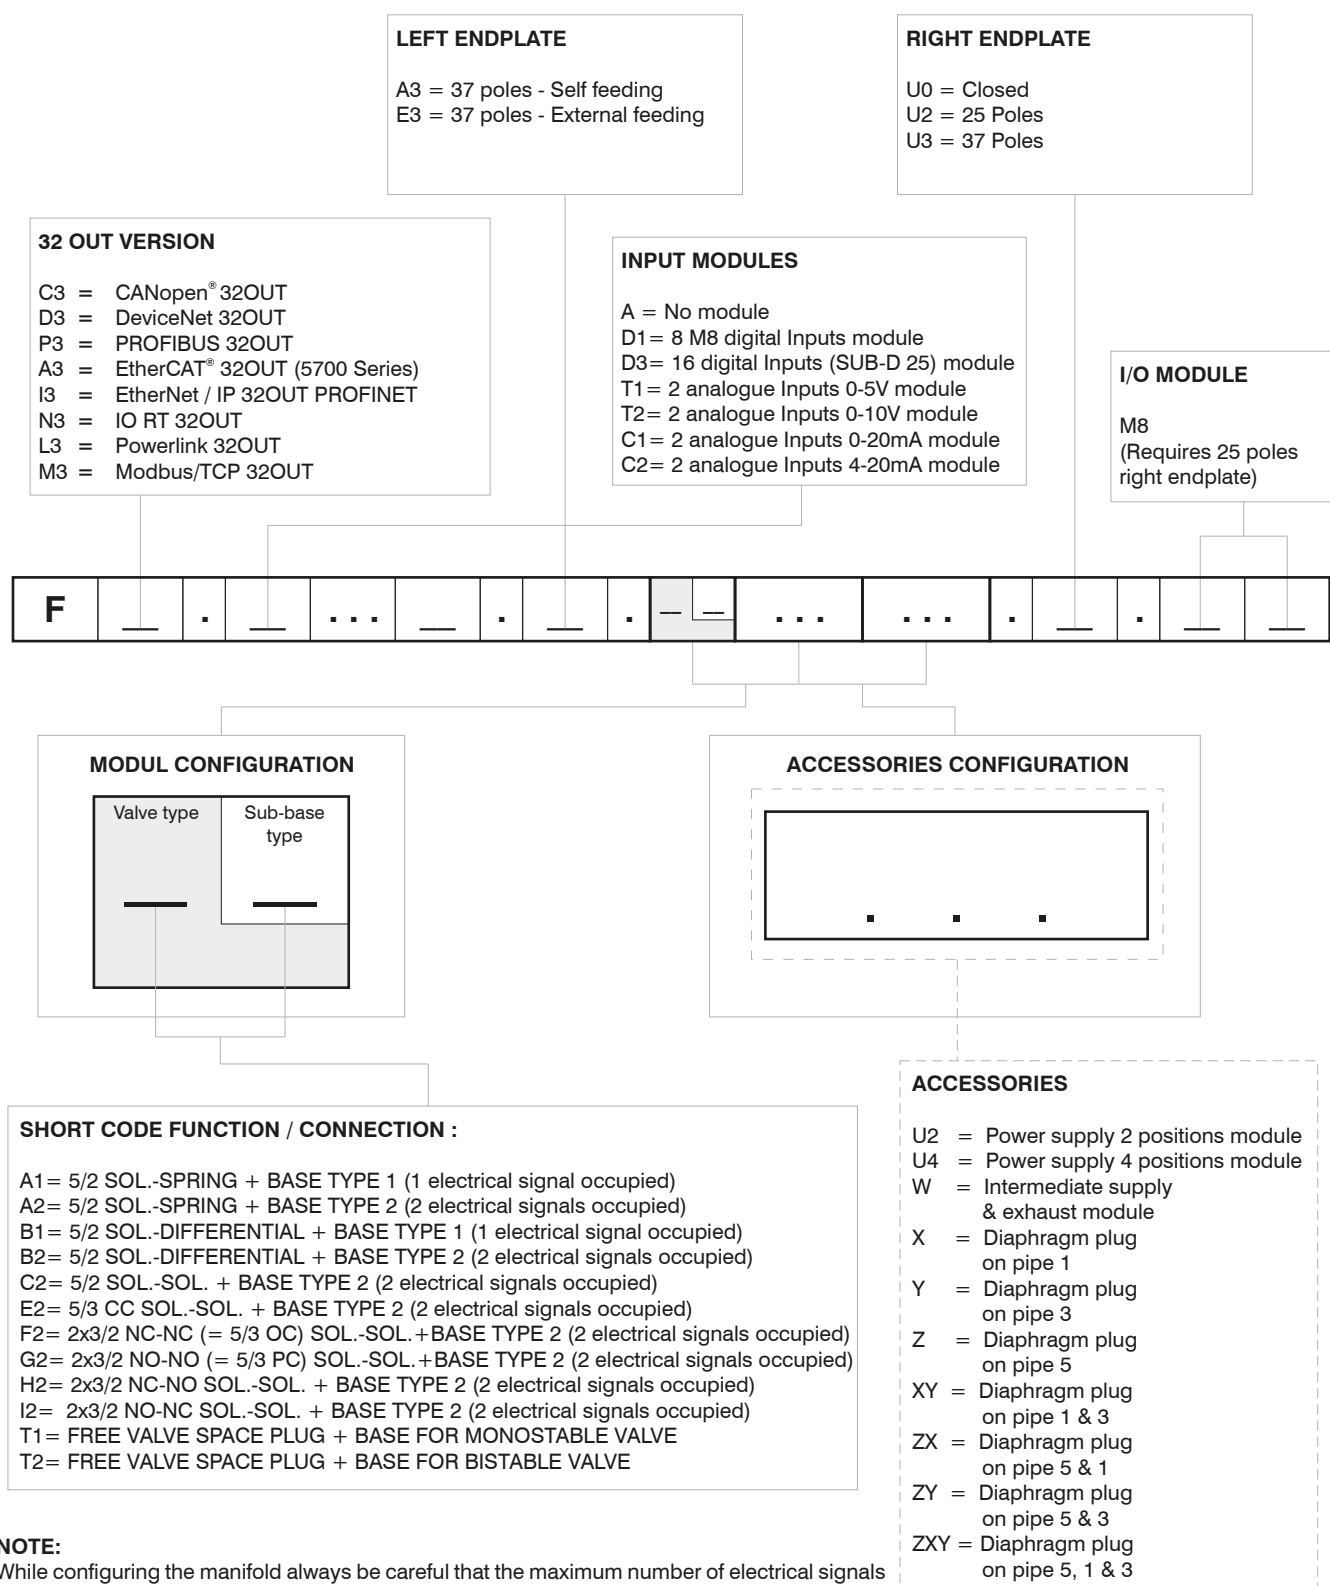 LEFT ENDPLATE
A3 = 37 poles - Self feeding
E3 = 37 poles - External feeding
RIGHT ENDPLATE
U0 = Closed
U2 = 25 Poles
U3 = 37 Poles
32 OUT VERSION
C3 = CANopen® 32OUT
D3 = DeviceNet 32OUT
P3 = PROFIBUS 32OUT
A3 = EtherCAT® 32OUT (5700 Series)
I3 = EtherNet / IP 32OUT PROFINET
N3 = IO RT 32OUT
L3 = Powerlink 32OUT
M3 = Modbus/TCP 32OUT
INPUT MODULES
A = No module
D1= 8 M8 digital Inputs module
D3= 16 digital Inputs (SUB-D 25) module
T1= 2 analogue Inputs 0-5V module
T2= 2 analogue Inputs 0-10V module
C1= 2 analogue Inputs 0-20mA module
C2= 2 analogue Inputs 4-20mA module
I/O MODULE
M8
(Requires 25 poles
right endplate)
F __ . __ ... __ . __ . __ __ ... ... . __ . __ __
MODUL CONFIGURATION
Valve type
Sub-base
type
ACCESSORIES CONFIGURATION
. . .
SHORT CODE FUNCTION / CONNECTION :
A1= 5/2 SOL.-SPRING + BASE TYPE 1 (1 electrical signal occupied)
A2= 5/2 SOL.-SPRING + BASE TYPE 2 (2 electrical signals occupied)
B1= 5/2 SOL.-DIFFERENTIAL + BASE TYPE 1 (1 electrical signal occupied)
B2= 5/2 SOL.-DIFFERENTIAL + BASE TYPE 2 (2 electrical signals occupied)
C2= 5/2 SOL.-SOL. + BASE TYPE 2 (2 electrical signals occupied)
E2= 5/3 CC SOL.-SOL. + BASE TYPE 2 (2 electrical signals occupied)
F2= 2x3/2 NC-NC (= 5/3 OC) SOL.-SOL.+BASE TYPE 2 (2 electrical signals occupied)
G2= 2x3/2 NO-NO (= 5/3 PC) SOL.-SOL.+BASE TYPE 2 (2 electrical signals occupied)
H2= 2x3/2 NC-NO SOL.-SOL. + BASE TYPE 2 (2 electrical signals occupied)
I2= 2x3/2 NO-NC SOL.-SOL. + BASE TYPE 2 (2 electrical signals occupied)
T1= FREE VALVE SPACE PLUG + BASE FOR MONOSTABLE VALVE
T2= FREE VALVE SPACE PLUG + BASE FOR BISTABLE VALVE
ACCESSORIES
U2 = Power supply 2 positions module
U4 = Power supply 4 positions module
W = Intermediate supply
& exhaust module
X = Diaphragm plug
on pipe 1
Y = Diaphragm plug
on pipe 3
Z = Diaphragm plug
on pipe 5
XY = Diaphragm plug
on pipe 1 & 3
ZX = Diaphragm plug
on pipe 5 & 1
ZY = Diaphragm plug
on pipe 5 & 3
ZXY = Diaphragm plug
on pipe 5, 1 & 3
NOTE:
While configuring the manifold always be careful that the maximum number of electrical signals